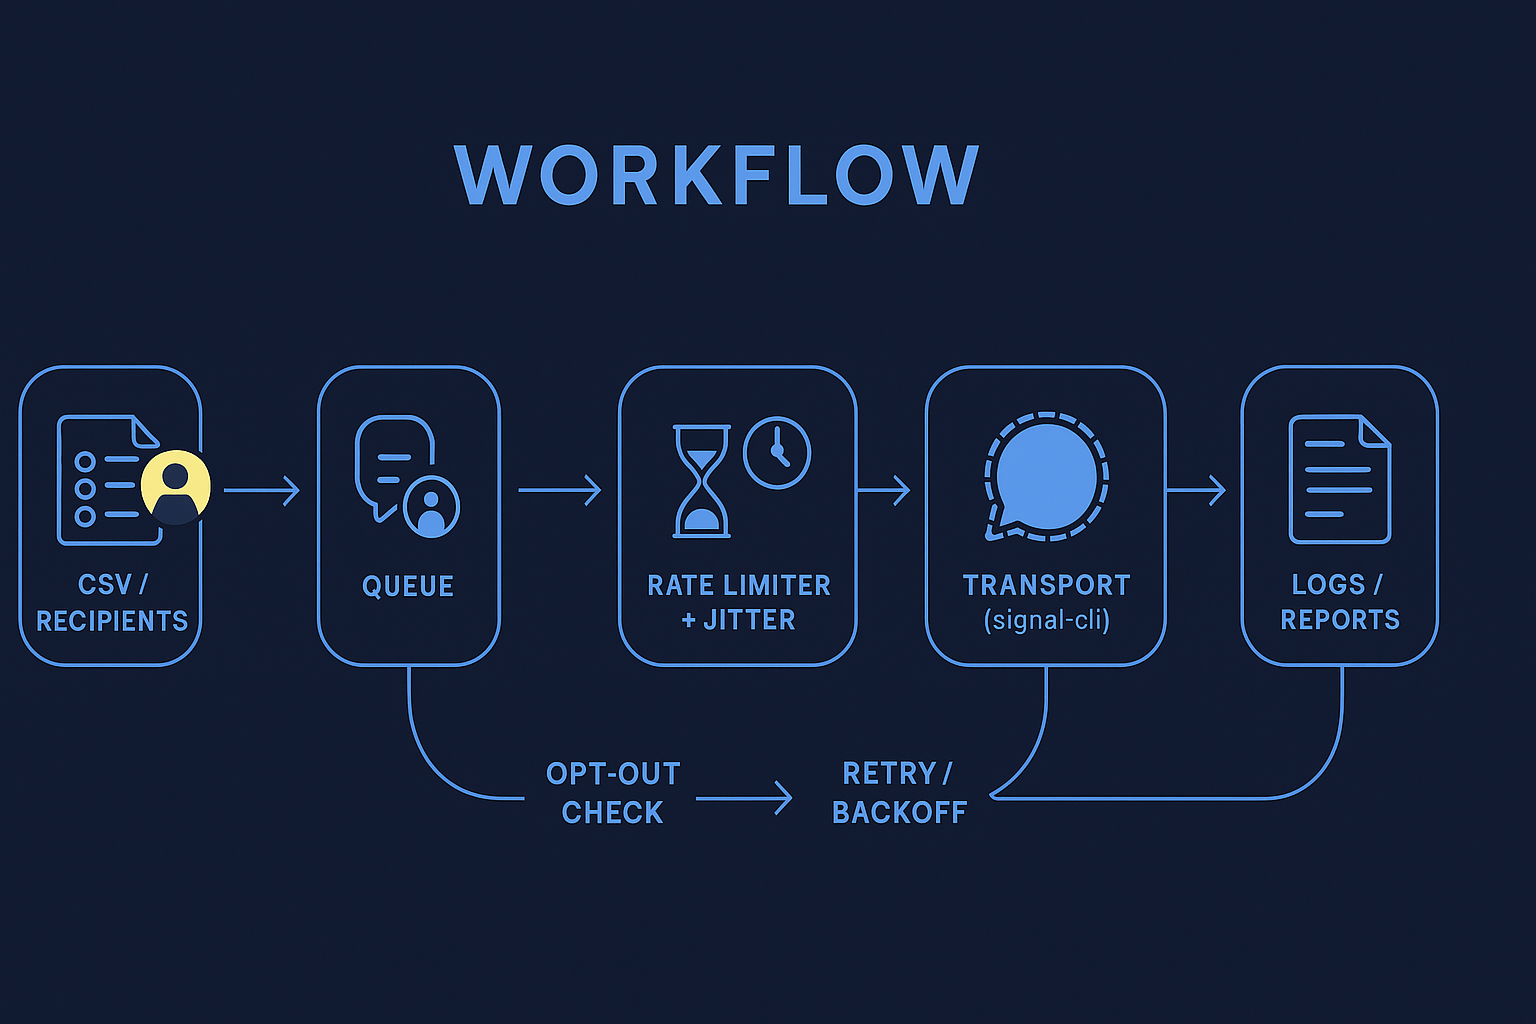 WORKFLOW
CSV /
RECIPIENTS
QUEUE
RATE LIMITER
+ JITTER
TRANSPORT
(signal-cli)
LOGS /
REPORTS
OPT-OUT
CHECK
RETRY /
BACKOFF